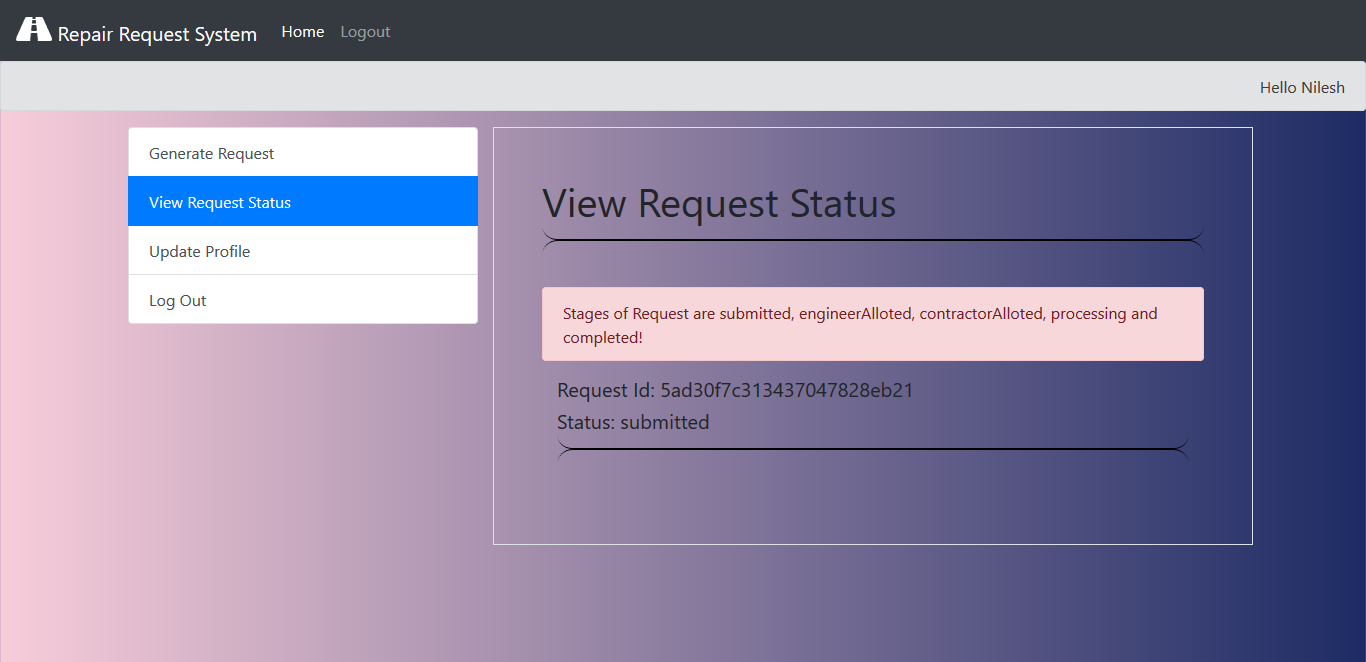 Repair Request System Home Logout
Hello Nilesh
Generate Request
View Request Status
Update Profile
Log Out
View Request Status
Stages of Request are submitted, engineerAlloted, contractorAlloted, processing and
completed!
Request Id: 5ad30f7c313437047828eb21
Status: submitted